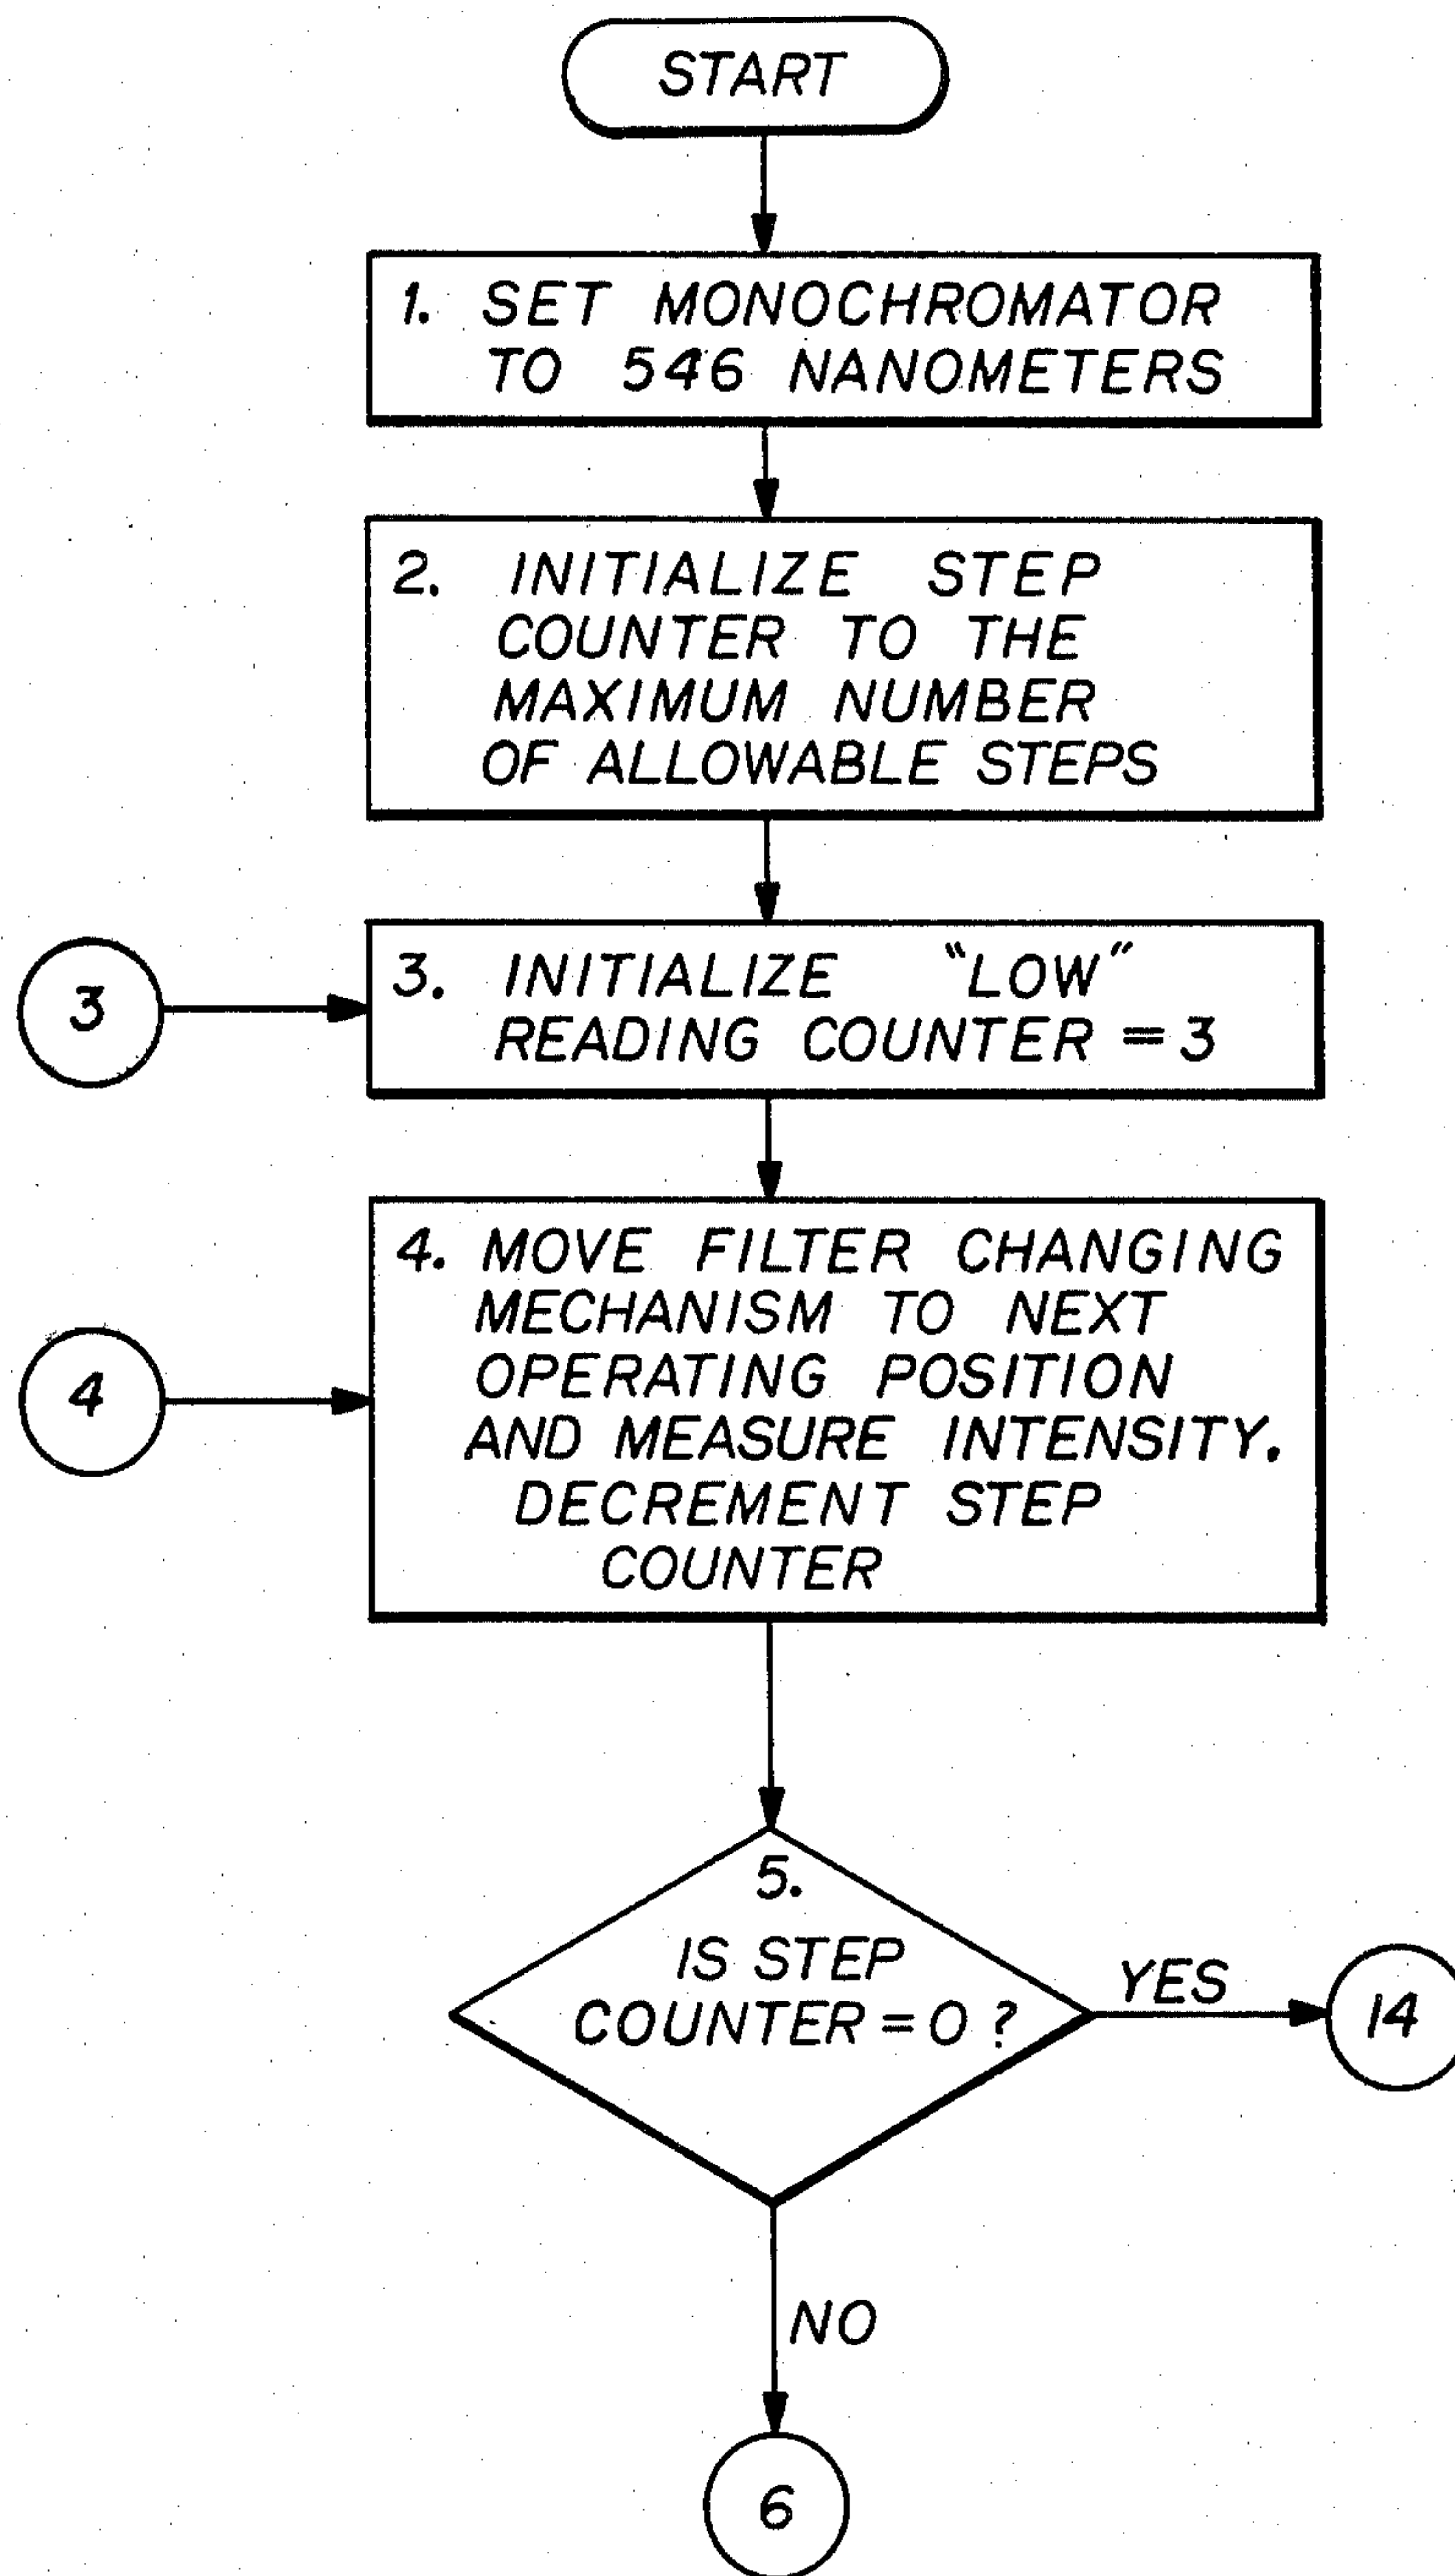 START
1. SET MONOCHROMATOR
TO 546 NANOMETERS
2. INITIALIZE STEP
COUNTER TO THE
MAXIMUM NUMBER
OF ALLOWABLE STEPS
3
3. INITIALIZE "LOW"
READING COUNTER = 3
4
4. MOVE FILTER CHANGING
MECHANISM TO NEXT
OPERATING POSITION
AND MEASURE INTENSITY.
DECREMENT STEP
COUNTER
5.
IS STEP
COUNTER = 0 ?
YES
14
NO
6